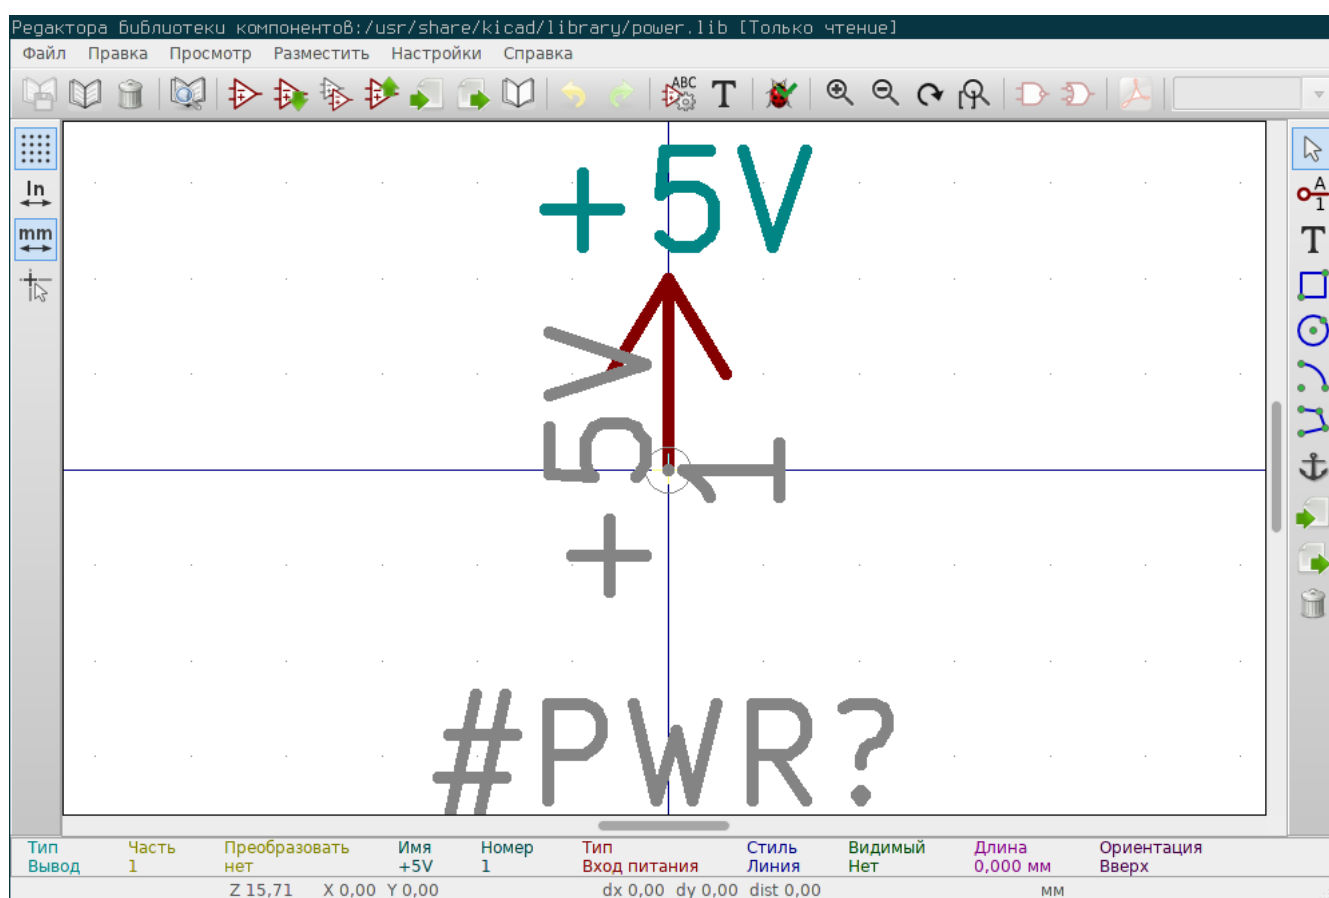 Редактора библиотеки компонентов:/usr/share/kicad/library/power.lib [Только чтение]
Файл Правка Просмотр Разместить Настройки Справка
ABC T
In
mm
A
1
T
+5V
+5V
1
#PWR?
Тип Часть Преобразовать Имя Номер Тип Стиль Видимый Длина Ориентация
Вывод 1 нет +5V 1 Вход питания Линия Нет 0,000 мм Вверх
Z 15,71 X 0,00 Y 0,00 dx 0,00 dy 0,00 dist 0,00 мм